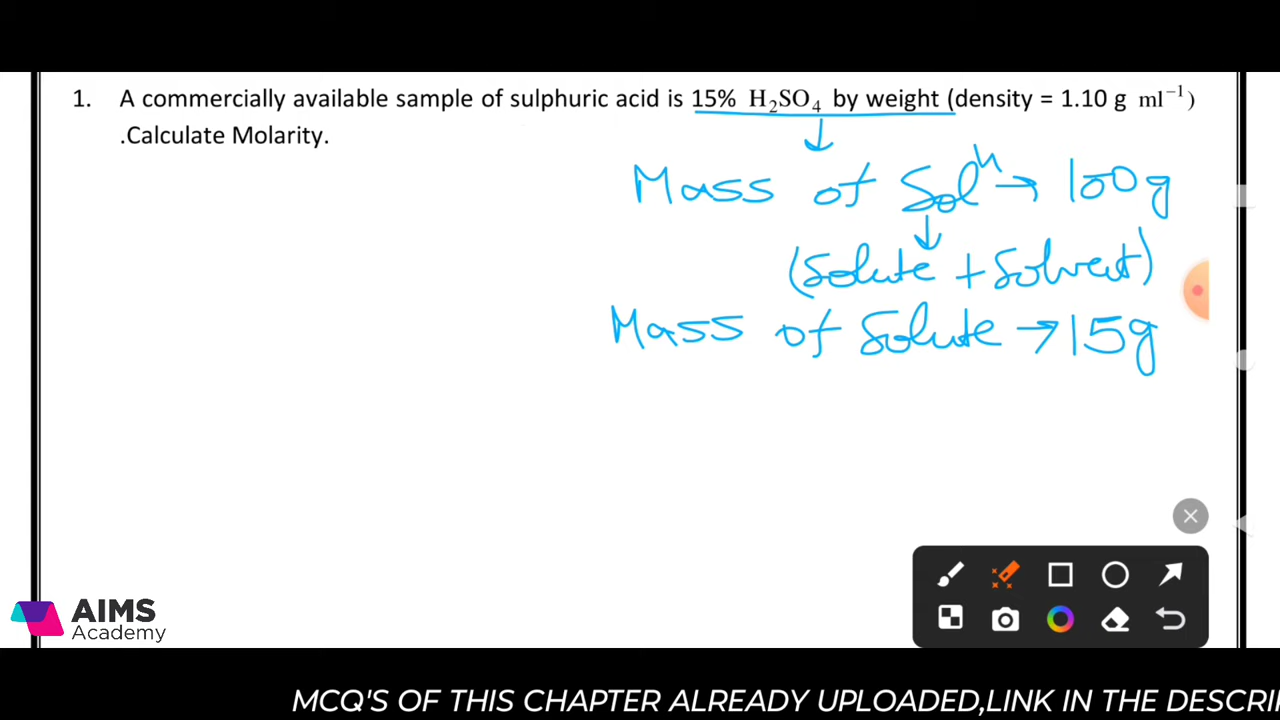 1. A commercially available sample of sulphuric acid is 15% H₂SO₄ by weight (density = 1.10 g ml⁻¹)
.Calculate Molarity.
Mass of Solⁿ → 100g
(Solute + Solvent)
Mass of Solute → 15g
AIMS
Academy
MCQ'S OF THIS CHAPTER ALREADY UPLOADED,LINK IN THE DESCRI